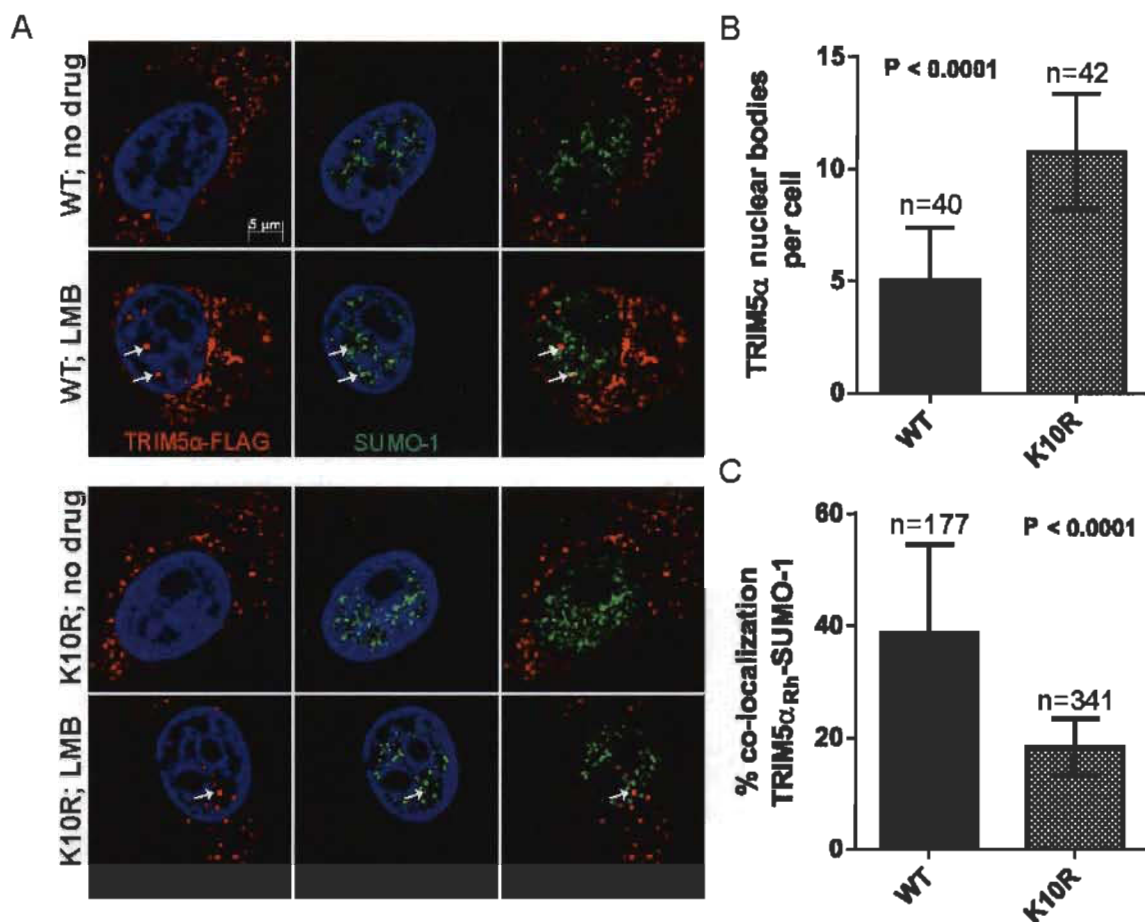 A
WT; no drug
5 μm
WT; LMB
TRIM5α-FLAG
SUMO-1
K10R; no drug
K10R; LMB
B
TRIM5α nuclear bodies
per cell
15
10
5
0
P < 0.0001
n=40
n=42
WT
K10R
C
% co-localization
TRIM5αRh-SUMO-1
60
40
20
0
n=177
P < 0.0001
n=341
WT
K10R